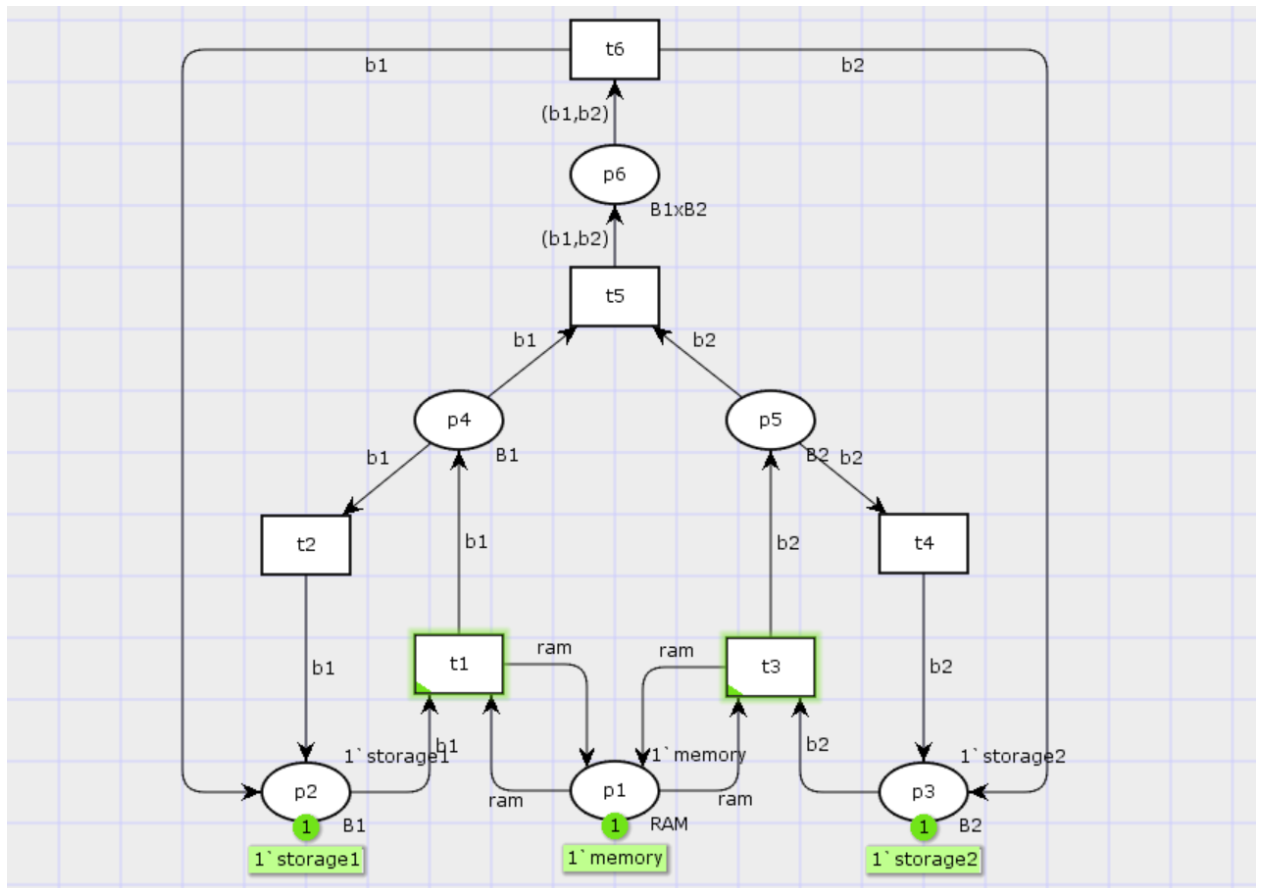 t6
b1
b2
(b1,b2)
p6
B1xB2
(b1,b2)
t5
b1
b2
p4
p5
B1
B2
b1
b2
t2
t4
b1
b2
t1
ram
ram
t3
b1
b2
1`storage1
b1
1`memory
b2
1`storage2
p2
ram
p1
ram
p3
1
B1
1
RAM
1
B2
1`storage1
1`memory
1`storage2